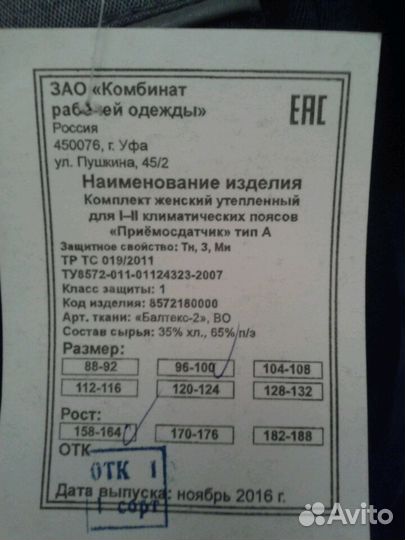 ЗАО «Комбинат
рабочей одежды»
EAC
Россия
450076, г. Уфа
ул. Пушкина, 45/2
Наименование изделия
Комплект женский утепленный
для I–II климатических поясов
«Приёмосдатчик» тип А
Защитное свойство: Тн, З, Ми
ТР ТС 019/2011
ТУ8572-011-01124323-2007
Класс защиты: 1
Код изделия: 8572180000
Арт. ткани: «Балтекс-2», ВО
Состав сырья: 35% хл., 65% п/э
Размер:
88-92 96-100 104-108
112-116 120-124 128-132
Рост:
158-164 170-176 182-188
ОТК
ОТК 1
1 сорт
Дата выпуска: ноябрь 2016 г.
Avito